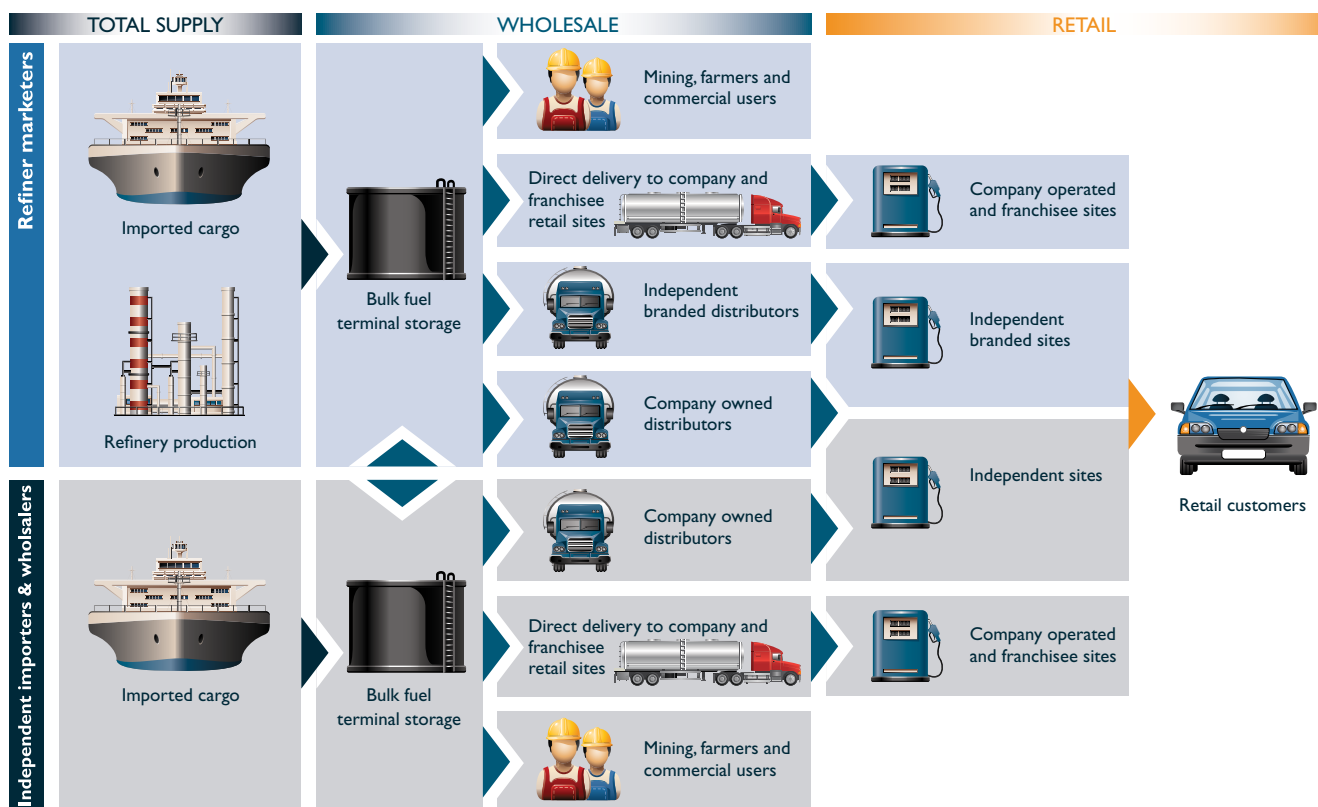 TOTAL SUPPLY
WHOLESALE
RETAIL
Refiner marketers
Imported cargo
Refinery production
Bulk fuel
terminal storage
Mining, farmers and
commercial users
Direct delivery to company and
franchisee
retail sites
Company operated
and franchisee sites
Independent
branded distributors
Independent
branded sites
Company owned
distributors
Independent sites
Retail customers
Independent importers & wholsalers
Imported cargo
Bulk fuel
terminal storage
Company owned
distributors
Direct delivery to company and
franchisee
retail sites
Company operated
and franchisee sites
Mining, farmers and
commercial users